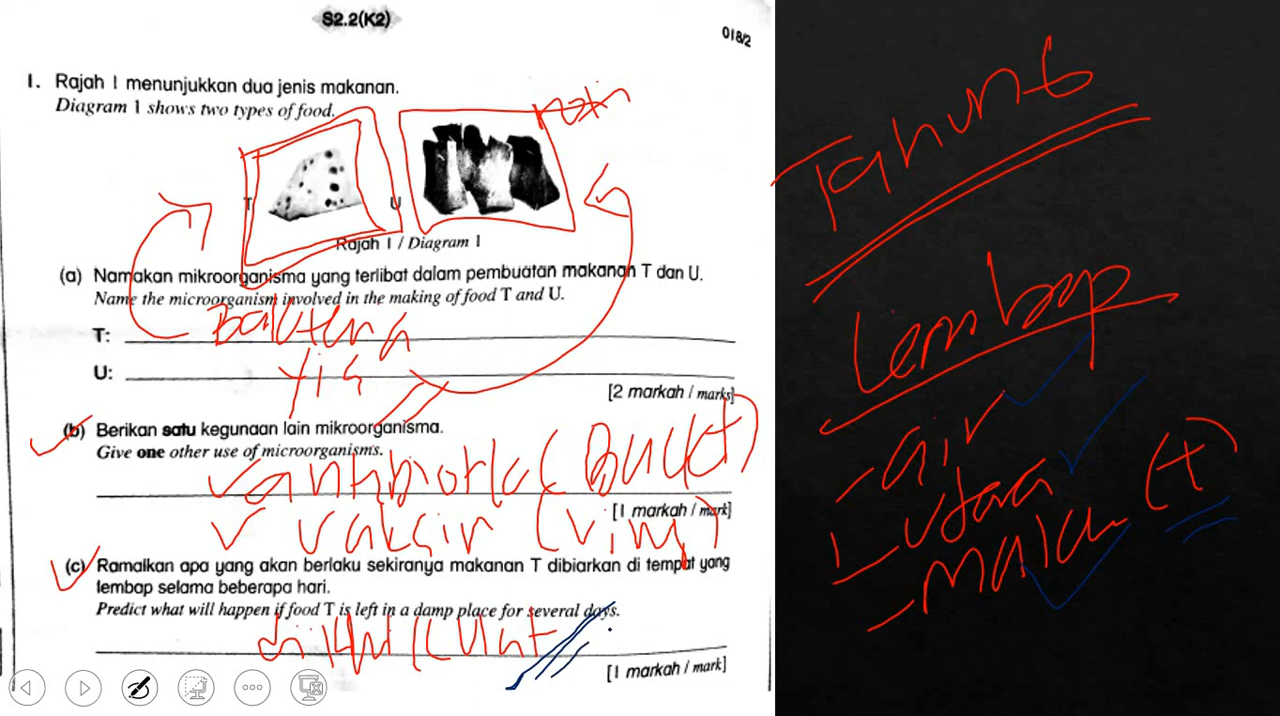 S2.2(K2)
018/2
1. Rajah 1 menunjukkan dua jenis makanan.
Diagram 1 shows two types of food.
T
U
Rajah 1 / Diagram 1
(a) Namakan mikroorganisma yang terlibat dalam pembuatan makanan T dan U.
Name the microorganism involved in the making of food T and U.
T: Bakteria
U: Yis
[2 markah / marks]
(b) Berikan satu kegunaan lain mikroorganisma.
Give one other use of microorganisms.
antibiotik (
[1 markah / mark]
vaksin (
(c) Ramalkan apa yang akan berlaku sekiranya makanan T dibiarkan di tempat yang
lembap selama beberapa hari.
Predict what will happen if food T is left in a damp place for several days.
[1 markah / mark]
Tahun 6
Lembap
- air
- udara
- makan (T)